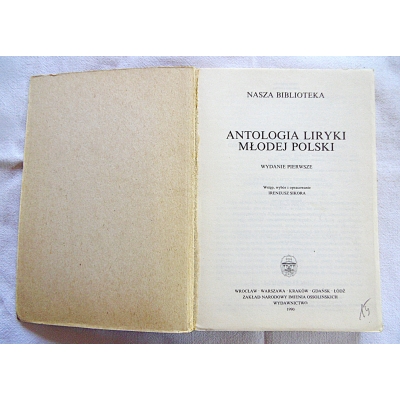 NASZA BIBLIOTEKA
ANTOLOGIA LIRYKI
MŁODEJ POLSKI
WYDANIE PIERWSZE
Wstęp, wybór i opracowanie
IRENEUSZ SIKORA
WROCŁAW WARSZAWA KRAKÓW GDAŃSK ŁÓDŹ
ZAKŁAD NARODOWY IMIENIA OSSOLIŃSKICH
WYDAWNICTWO
1990